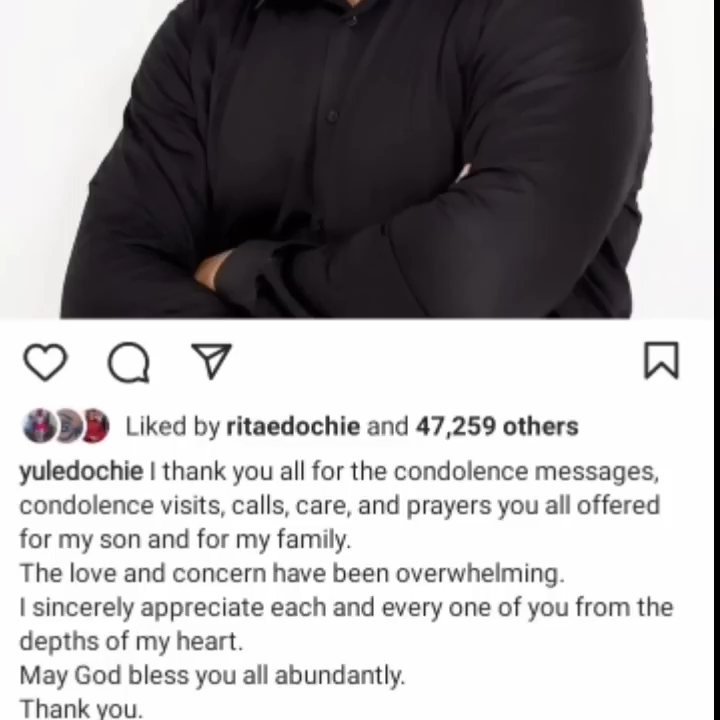 Liked by ritaedochie and 47,259 others
yuledochie I thank you all for the condolence messages,
condolence visits, calls, care, and prayers you all offered
for my son and for my family.
The love and concern have been overwhelming.
I sincerely appreciate each and every one of you from the
depths of my heart.
May God bless you all abundantly.
Thank you.